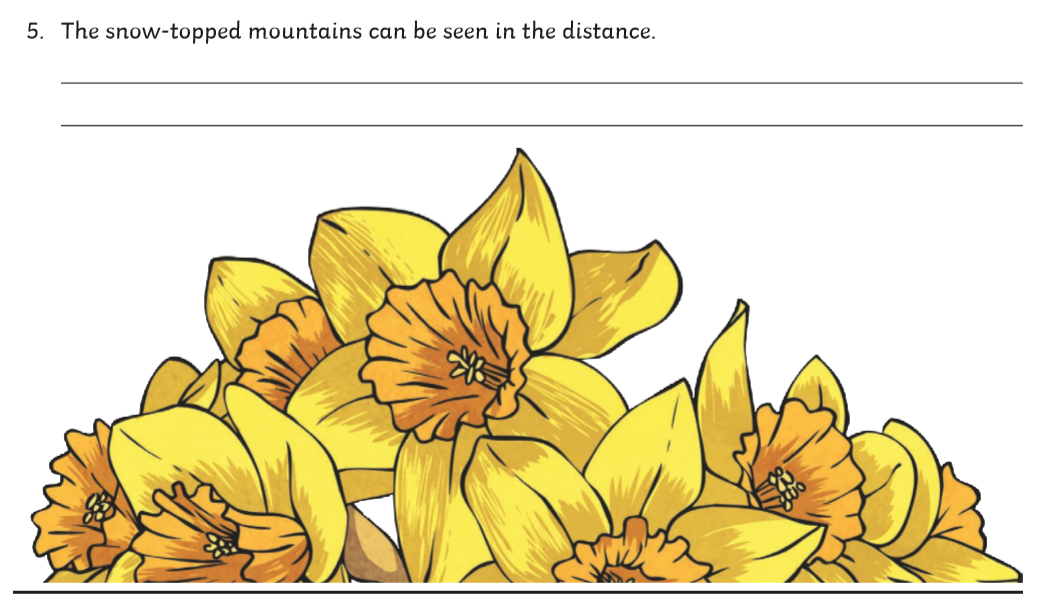 5. The snow-topped mountains can be seen in the distance.